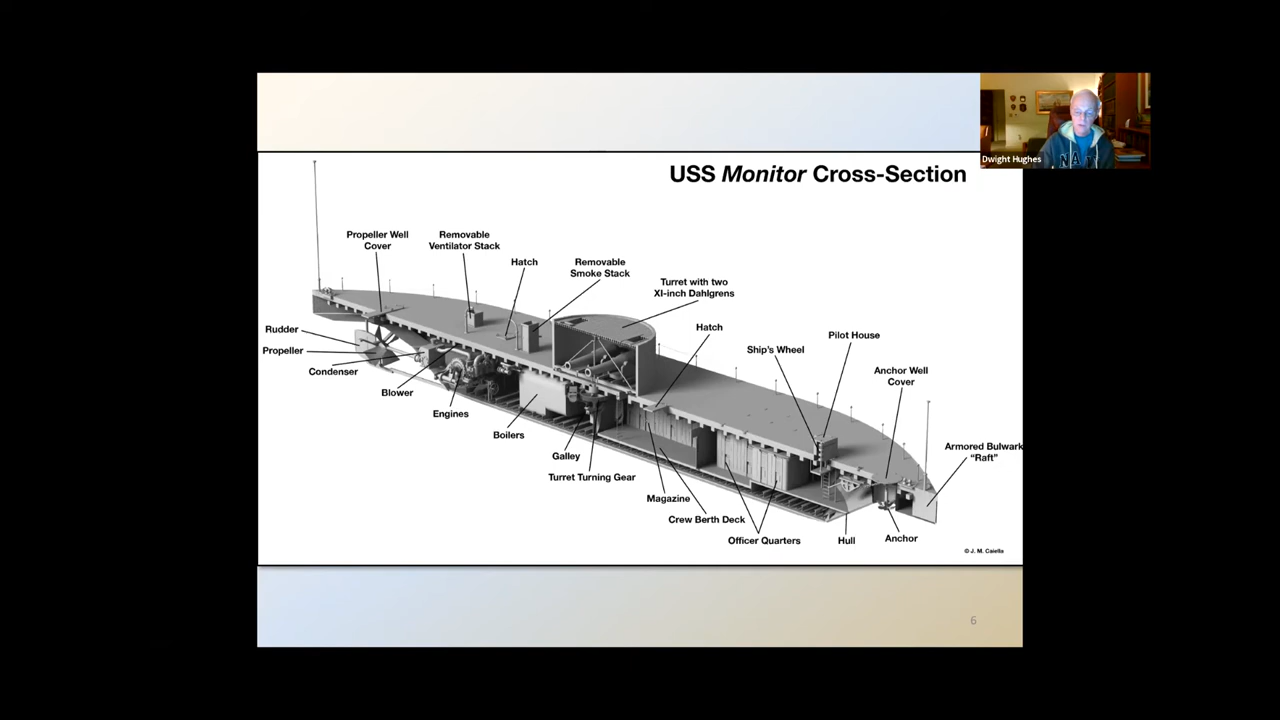 USS Monitor Cross-Section
Dwight Hughes
NAV
Propeller Well
Cover
Removable
Ventilator Stack
Hatch
Removable
Smoke Stack
Turret with two
XI-inch Dahlgrens
Hatch
Ship's Wheel
Pilot House
Anchor Well
Cover
Armored Bulwark
"Raft"
Rudder
Propeller
Condenser
Blower
Engines
Boilers
Galley
Turret Turning Gear
Magazine
Crew Berth Deck
Officer Quarters
Hull
Anchor
© J. M. Caiella
6